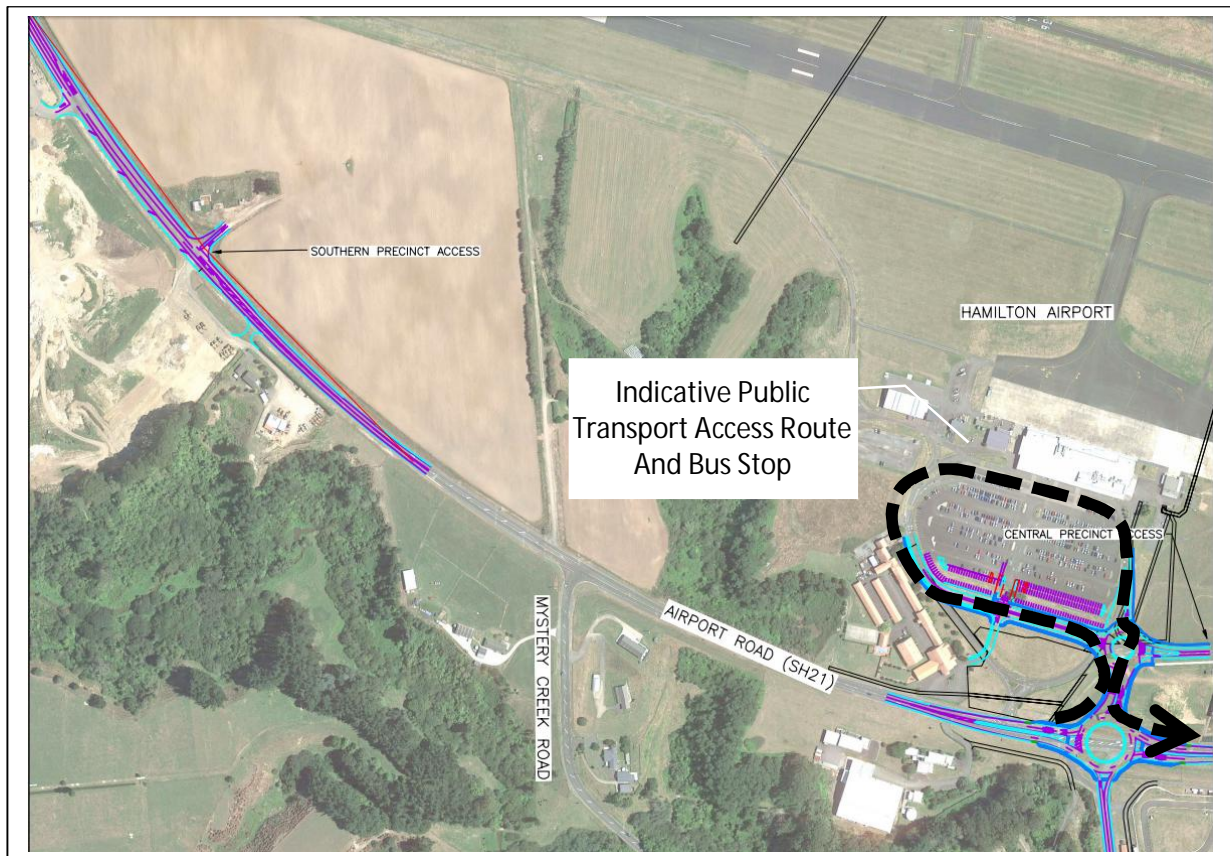 SOUTHERN PRECINCT ACCESS
HAMILTON AIRPORT
Indicative Public
Transport Access Route
And Bus Stop
CENTRAL PRECINCT ACCESS
AIRPORT ROAD (SH21)
MYSTERY CREEK ROAD